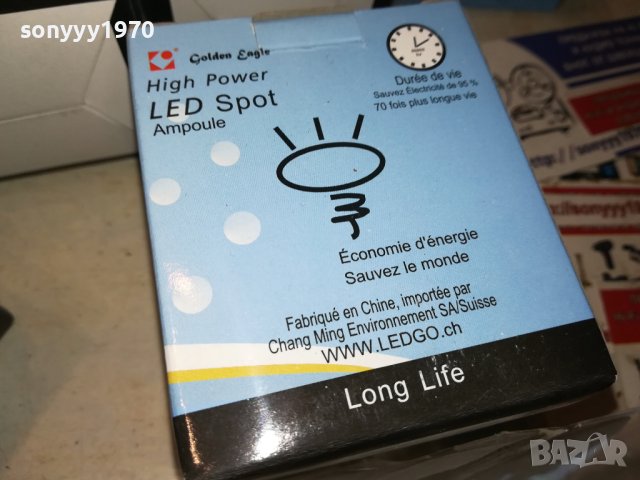 sonyyy1970
Golden Eagle
High Power
LED Spot
Ampoule
Durée de vie
Sauvez Électricité de 95 %
70 fois plus longue vie
Économie d'énergie
Sauvez le monde
Fabriqué en Chine, importée par
Chang Ming Environnement SA/Suisse
WWW.LEDGO.ch
Long Life
BAZAR